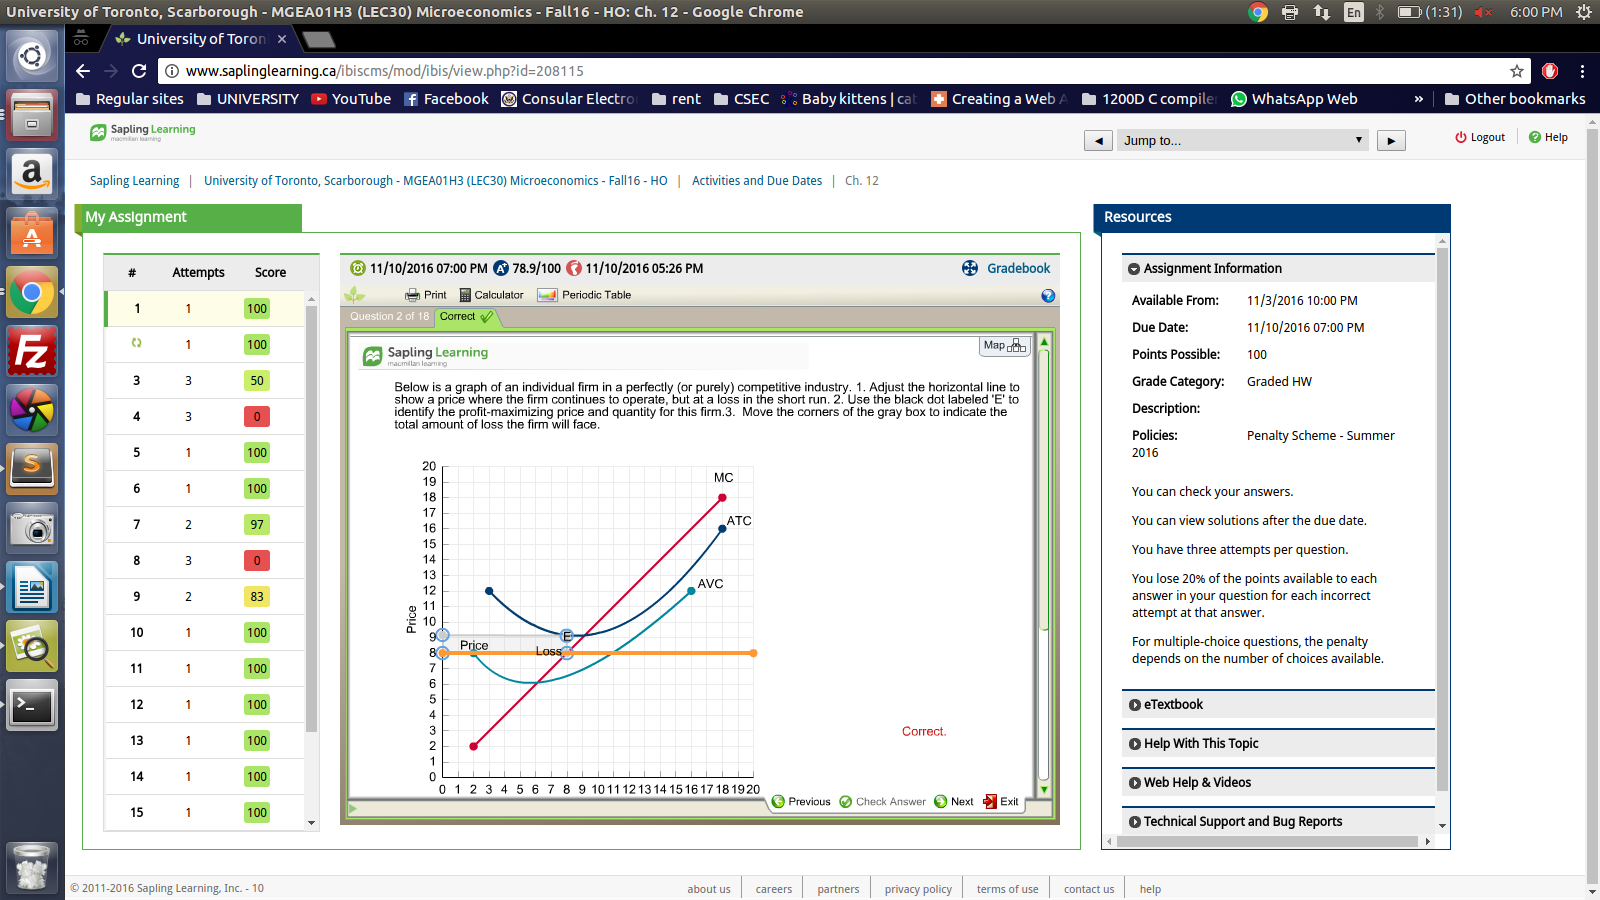 University of Toronto, Scarborough - MGEA01H3 (LEC30) Microeconomics - Fall16 - HO: Ch. 12 - Google Chrome
En (1:31) 6:00 PM
University of Toron
www.saplinglearning.ca/ibiscms/mod/ibis/view.php?id=208115
Regular sites UNIVERSITY YouTube Facebook Consular Electro rent CSEC Baby kittens | cat Creating a Web A 1200D C compiler WhatsApp Web » Other bookmarks
Sapling Learning
macmillan learning
Jump to...
Logout Help
Sapling Learning | University of Toronto, Scarborough - MGEA01H3 (LEC30) Microeconomics - Fall16 - HO | Activities and Due Dates | Ch. 12
My Assignment
# Attempts Score
1 1 100
1 100
3 3 50
4 3 0
5 1 100
6 1 100
7 2 97
8 3 0
9 2 83
10 1 100
11 1 100
12 1 100
13 1 100
14 1 100
15 1 100
11/10/2016 07:00 PM A+ 78.9/100 11/10/2016 05:26 PM Gradebook
Print Calculator Periodic Table
Question 2 of 18 Correct
Map
Sapling Learning
macmillan learning
Below is a graph of an individual firm in a perfectly (or purely) competitive industry. 1. Adjust the horizontal line to
show a price where the firm continues to operate, but at a loss in the short run. 2. Use the black dot labeled 'E' to
identify the profit-maximizing price and quantity for this firm.3. Move the corners of the gray box to indicate the
total amount of loss the firm will face.
20
19
18
17
16
15
14
13
12
11
10
9
8
7
6
5
4
3
2
1
0
Price
MC
ATC
AVC
E
Price
Loss
0 1 2 3 4 5 6 7 8 9 10 11 12 13 14 15 16 17 18 19 20
Correct.
Previous Check Answer Next Exit
Resources
Assignment Information
Available From: 11/3/2016 10:00 PM
Due Date: 11/10/2016 07:00 PM
Points Possible: 100
Grade Category: Graded HW
Description:
Policies: Penalty Scheme - Summer
2016
You can check your answers.
You can view solutions after the due date.
You have three attempts per question.
You lose 20% of the points available to each
answer in your question for each incorrect
attempt at that answer.
For multiple-choice questions, the penalty
depends on the number of choices available.
eTextbook
Help With This Topic
Web Help & Videos
Technical Support and Bug Reports
© 2011-2016 Sapling Learning, Inc. - 10
about us careers partners privacy policy terms of use contact us help